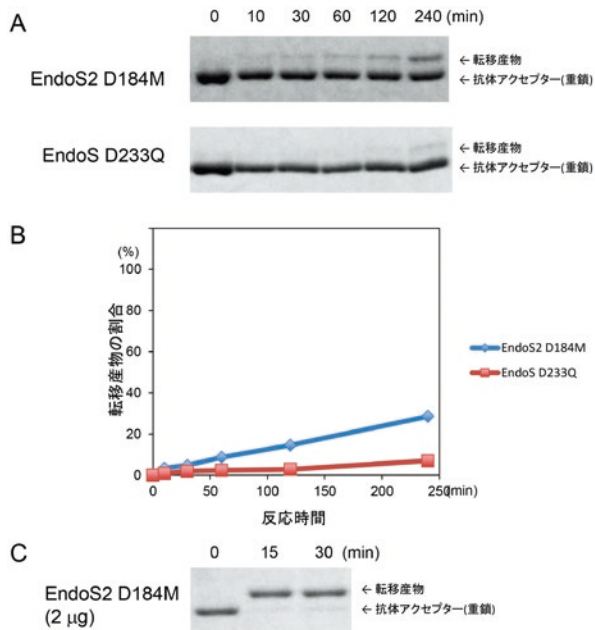 A
0 10 30 60 120 240 (min)
EndoS2 D184M
← 転移産物
← 抗体アクセプター(重鎖)
EndoS D233Q
← 転移産物
← 抗体アクセプター(重鎖)
B
(%)
100
80
60
40
20
0
転移産物の割合
0 50 100 150 200 250(min)
反応時間
EndoS2 D184M
EndoS D233Q
C
0 15 30 (min)
EndoS2 D184M
(2 μg)
← 転移産物
← 抗体アクセプター(重鎖)